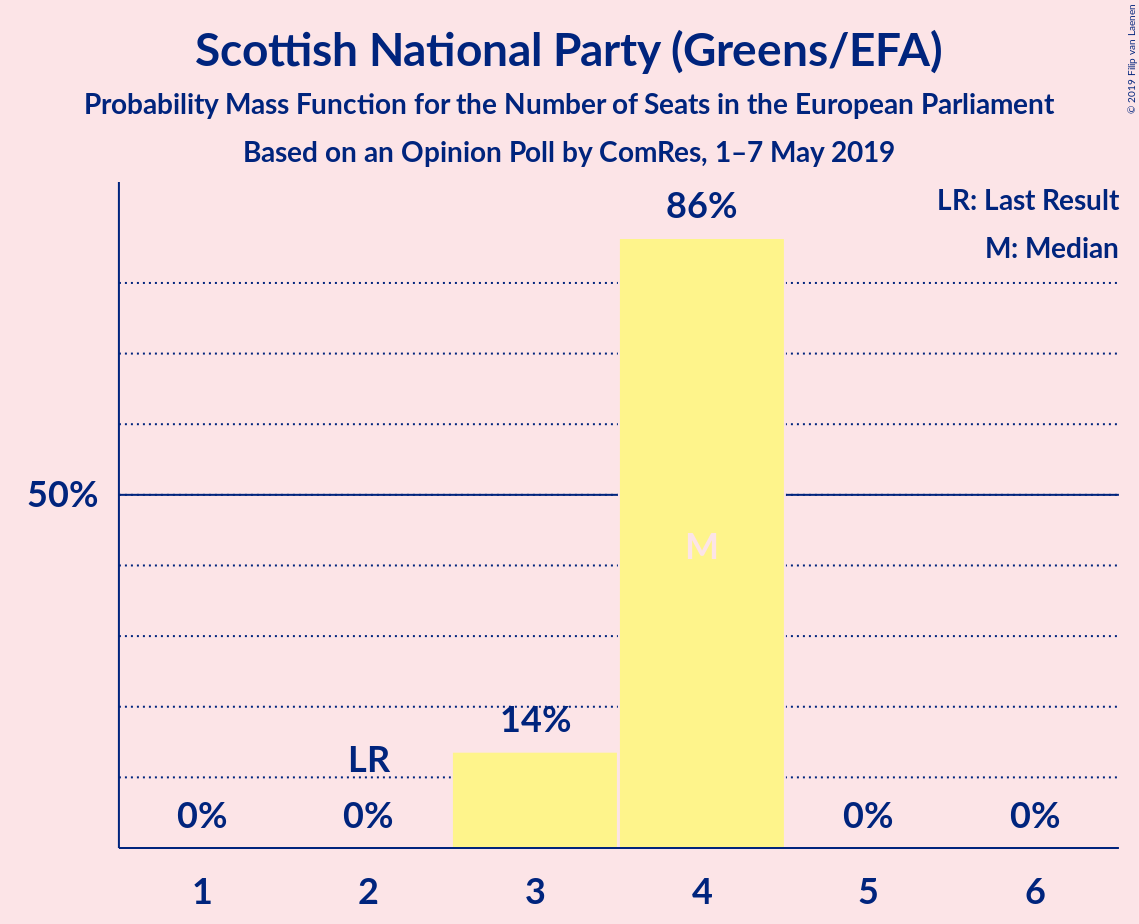 Scottish National Party (Greens/EFA)
Probability Mass Function for the Number of Seats in the European Parliament
Based on an Opinion Poll by ComRes, 1–7 May 2019
© 2019 Filip van Laenen
LR: Last Result
M: Median
86%
50%
M
14%
LR
0% 0% 0% 0%
1 2 3 4 5 6